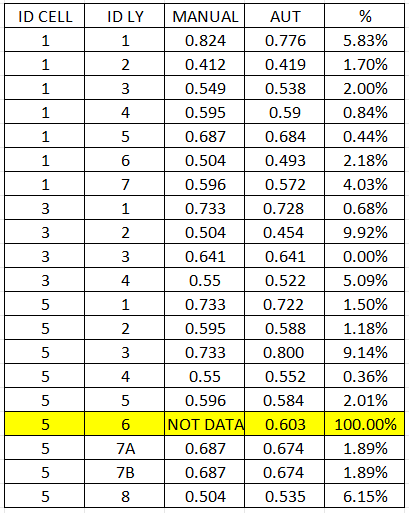 ID CELL ID LY MANUAL AUT %
1 1 0.824 0.776 5.83%
1 2 0.412 0.419 1.70%
1 3 0.549 0.538 2.00%
1 4 0.595 0.59 0.84%
1 5 0.687 0.684 0.44%
1 6 0.504 0.493 2.18%
1 7 0.596 0.572 4.03%
3 1 0.733 0.728 0.68%
3 2 0.504 0.454 9.92%
3 3 0.641 0.641 0.00%
3 4 0.55 0.522 5.09%
5 1 0.733 0.722 1.50%
5 2 0.595 0.588 1.18%
5 3 0.733 0.800 9.14%
5 4 0.55 0.552 0.36%
5 5 0.596 0.584 2.01%
5 6 NOT DATA 0.603 100.00%
5 7A 0.687 0.674 1.89%
5 7B 0.687 0.674 1.89%
5 8 0.504 0.535 6.15%